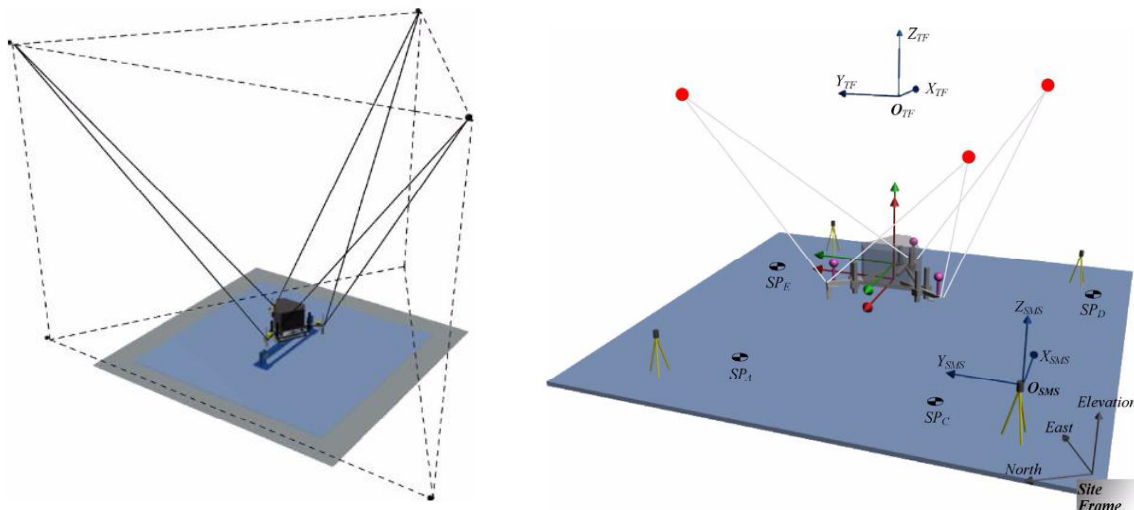 Z_TF
Y_TF
X_TF
O_TF
SP_E
SP_D
Z_SMS
SP_A
Y_SMS
X_SMS
O_SMS
SP_C
Elevation
East
North
Site
Frame